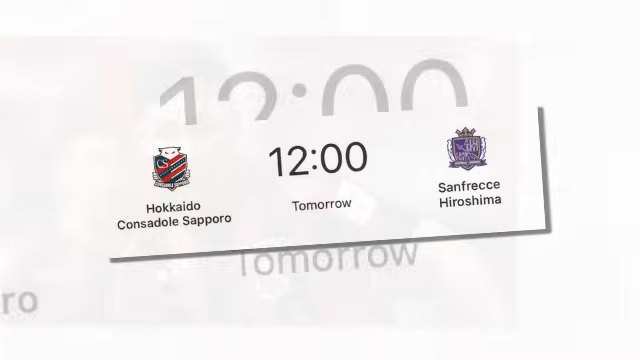 12:00
12:00
Hokkaido
Consadole Sapporo
Tomorrow
Sanfrecce
Hiroshima
Tomorrow
ro